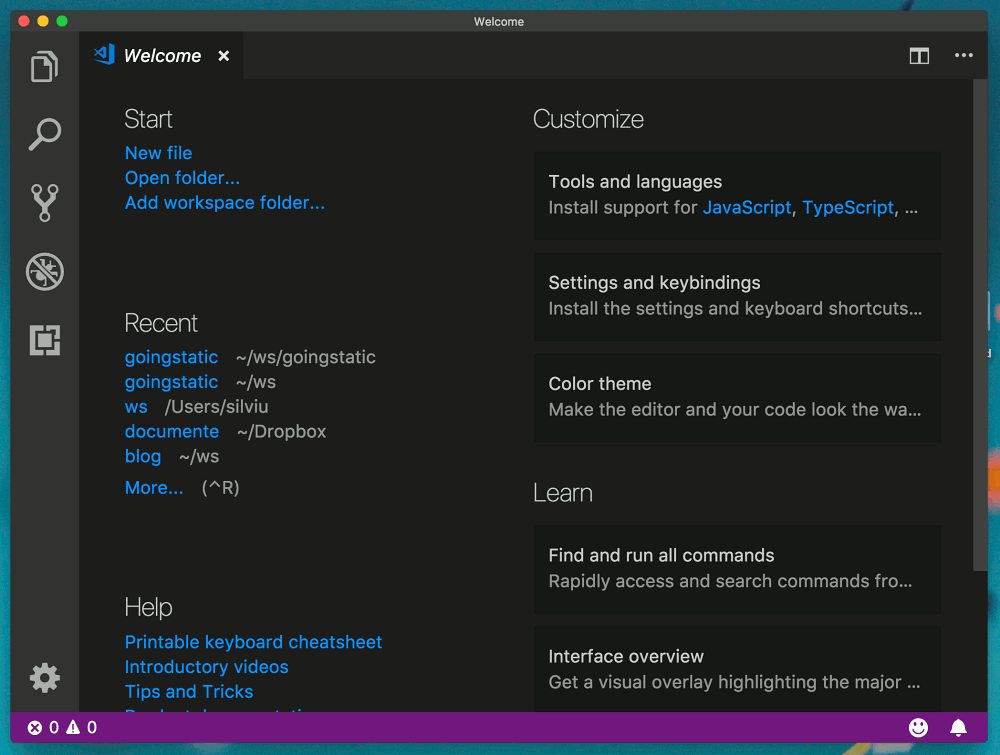 Welcome
Welcome
Start
New file
Open folder...
Add workspace folder...
Recent
goingstatic ~/ws/goingstatic
goingstatic ~/ws
ws /Users/silviu
documente ~/Dropbox
blog ~/ws
More... (^R)
Help
Printable keyboard cheatsheet
Introductory videos
Tips and Tricks
Customize
Tools and languages
Install support for JavaScript, TypeScript, ...
Settings and keybindings
Install the settings and keyboard shortcuts...
Color theme
Make the editor and your code look the wa...
Learn
Find and run all commands
Rapidly access and search commands fro...
Interface overview
Get a visual overlay highlighting the major ...
0 0